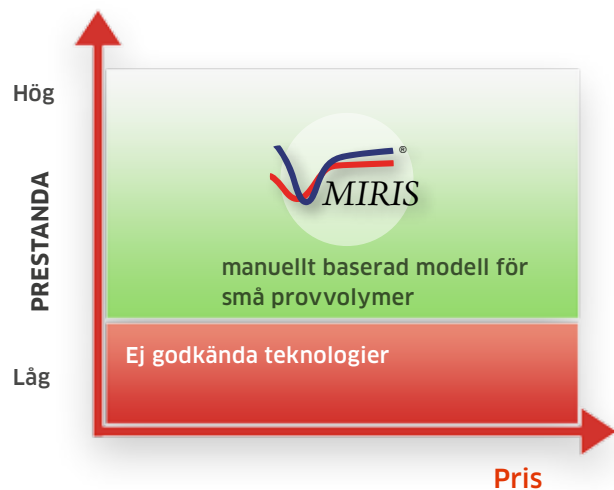 Hög
®
MIRIS
PRESTANDA
manuellt baserad modell för
små provvolymer
Ej godkända teknologier
Låg
Pris